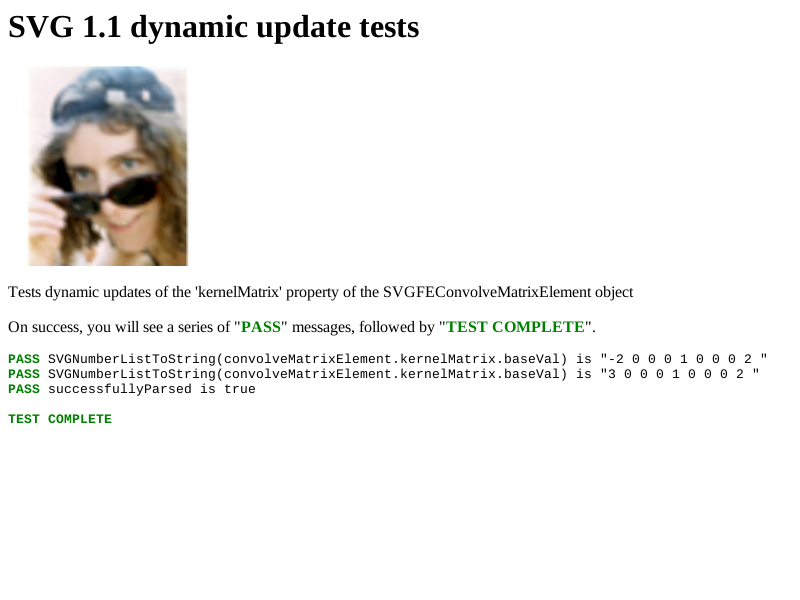 SVG 1.1 dynamic update tests
Tests dynamic updates of the 'kernelMatrix' property of the SVGFEConvolveMatrixElement object
On success, you will see a series of "PASS" messages, followed by "TEST COMPLETE".
PASS SVGNumberListToString(convolveMatrixElement.kernelMatrix.baseVal) is "-2 0 0 0 1 0 0 0 2 "
PASS SVGNumberListToString(convolveMatrixElement.kernelMatrix.baseVal) is "3 0 0 0 1 0 0 0 2 "
PASS successfullyParsed is true
TEST COMPLETE